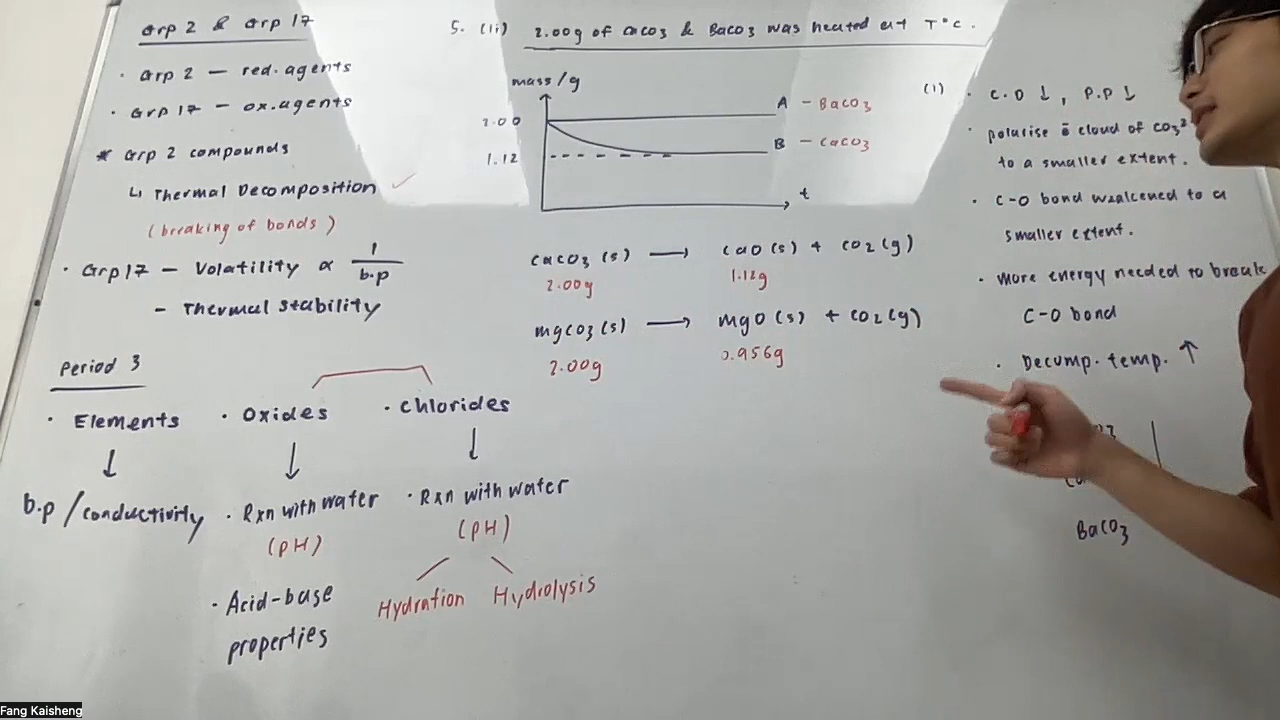 Grp 2 & Grp 17
· Grp 2 — red. agents
· Grp 17 — ox. agents
* Grp 2 compounds
↳ Thermal Decomposition ✓
(breaking of bonds)
· Grp 17 — Volatility ∝ 1/b.p
- Thermal stability
Period 3
· Elements
↓
b.p / conductivity
· Oxides
↓
· Rxn with water
(pH)
· Acid-base
properties
· Chlorides
↓
· Rxn with water
(pH)
Hydration Hydrolysis
5. (ii) 2.00g of CaCO3 & BaCO3 was heated at T°C.
mass/g
2.00
1.12
A - BaCO3
B - CaCO3
t
CaCO3(s) → CaO(s) + CO2(g)
2.00g 1.12g
MgCO3(s) → MgO(s) + CO2(g)
2.00g 0.956g
(i) · C.D ↓, P.P ↓
· polarise ē cloud of CO3²
to a smaller extent.
· C-O bond weakened to a
smaller extent.
· More energy needed to break
C-O bond
· Decomp. temp. ↑
BaCO3
Fang Kaisheng